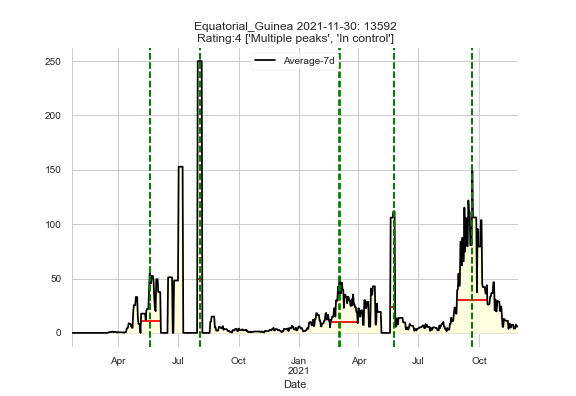 Equatorial_Guinea 2021-11-30: 13592
Rating:4 ['Multiple peaks', 'In control']
Average-7d
250
200
150
100
50
0
Apr Jul Oct Jan Apr Jul Oct
2021
Date